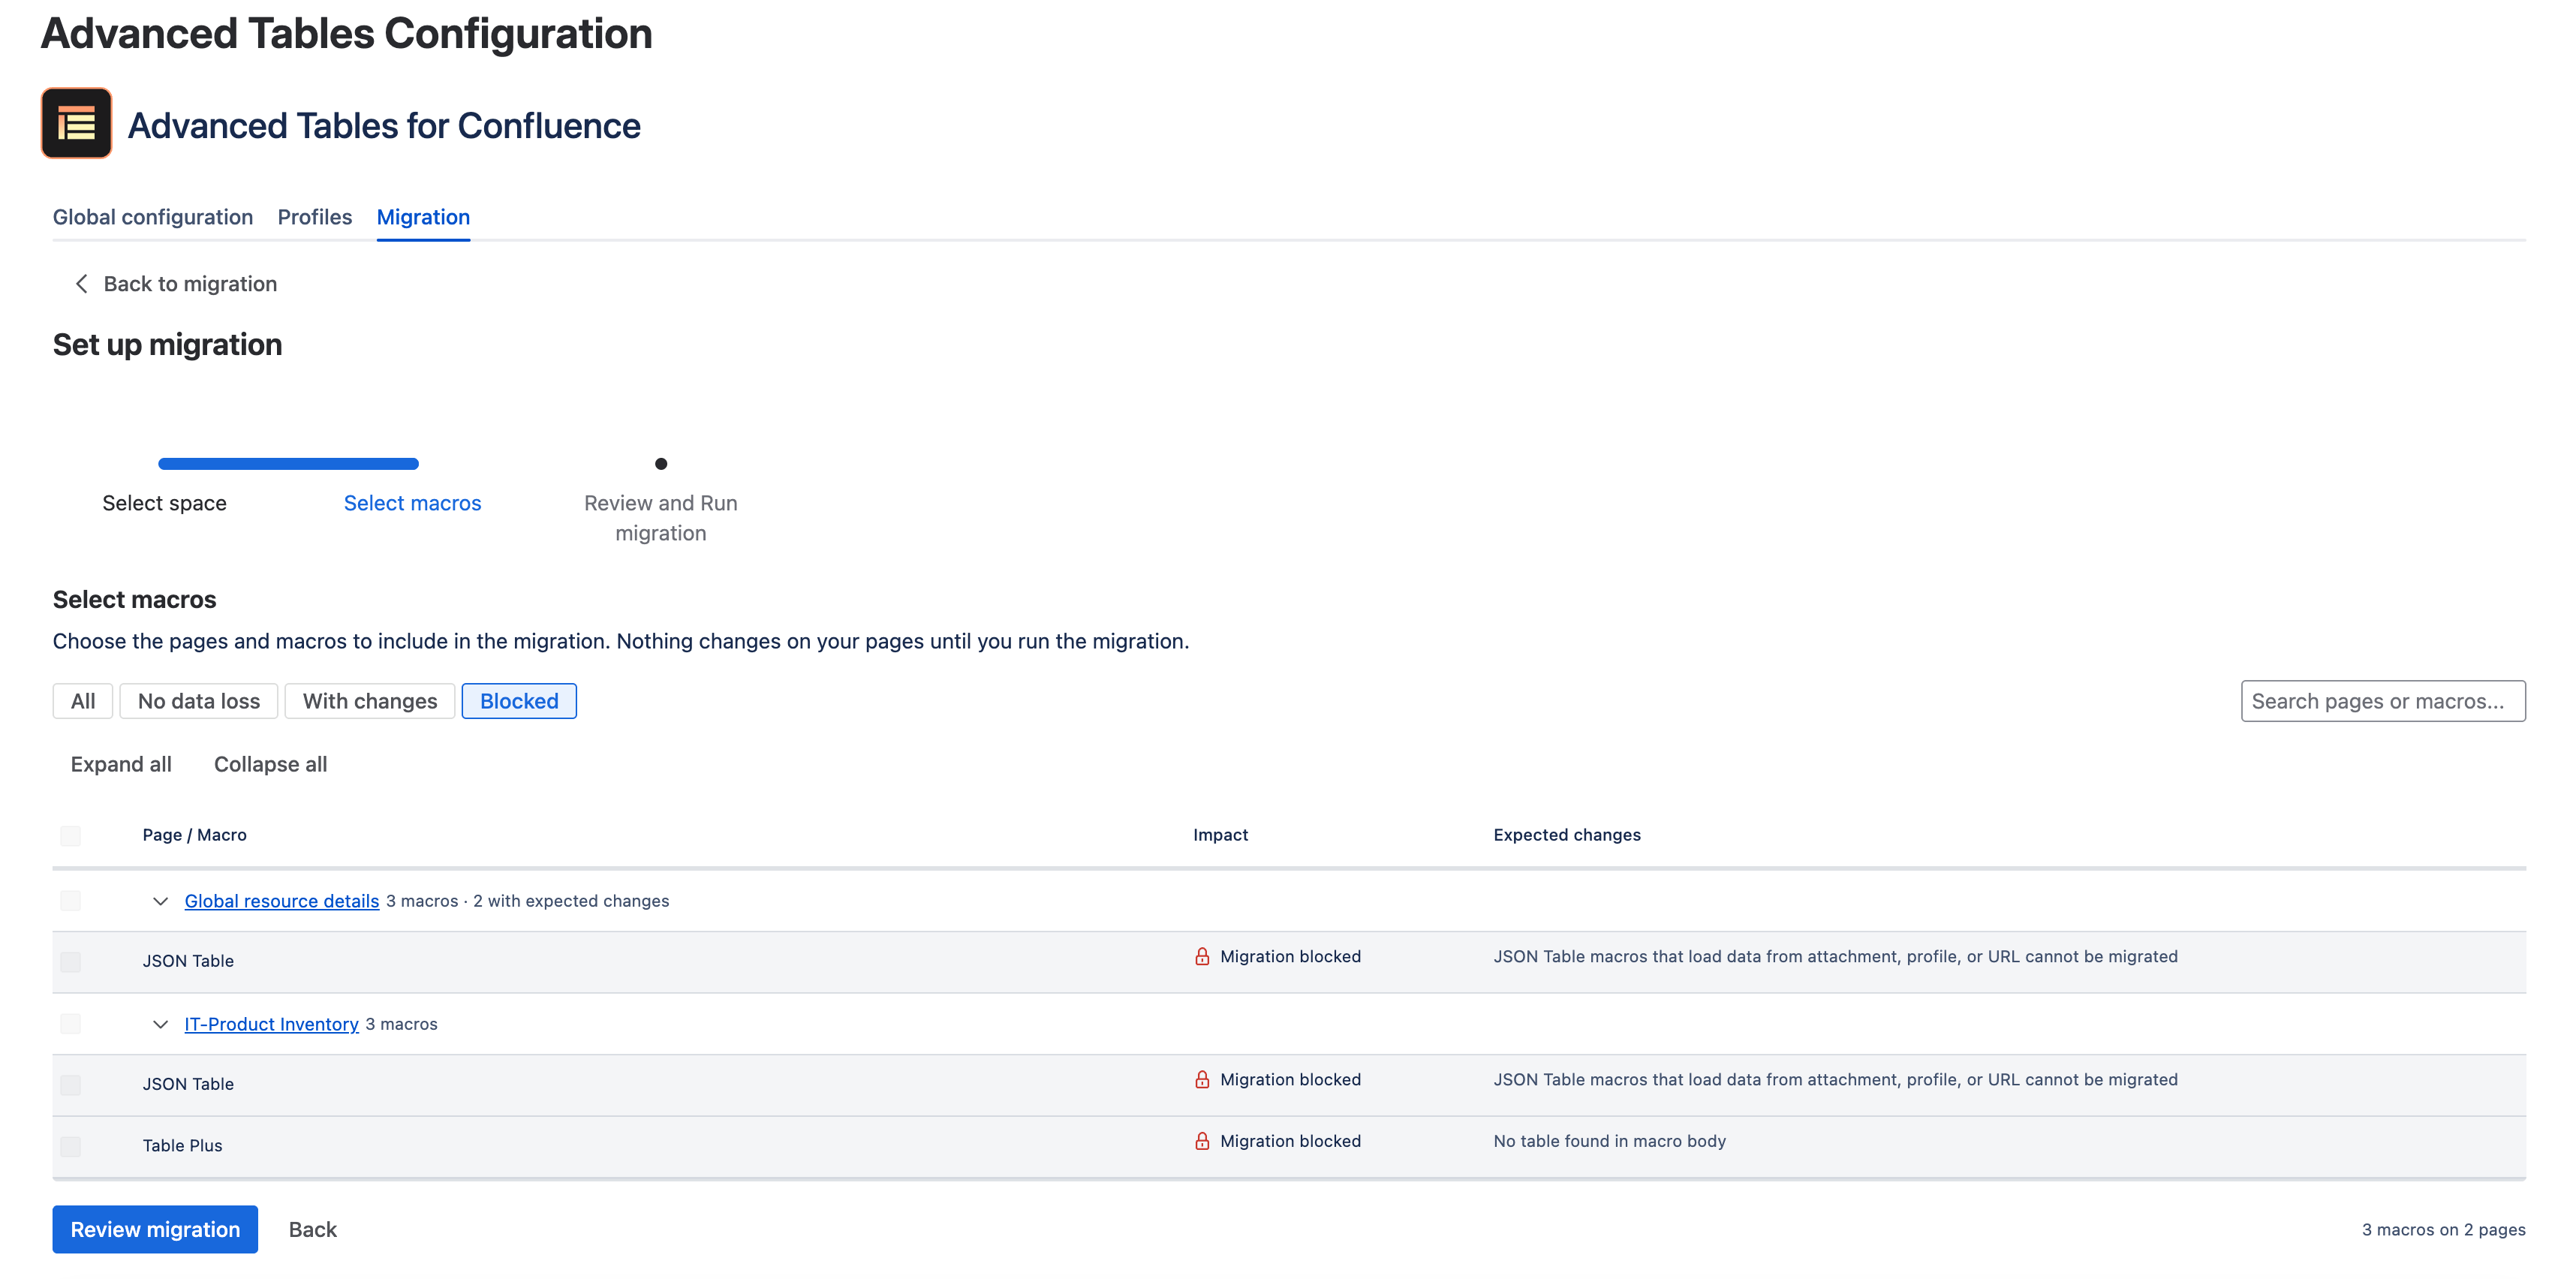 Advanced Tables Configuration
Advanced Tables for Confluence
Global configuration Profiles Migration
Back to migration
Set up migration
Select space Select macros Review and Run
migration
Select macros
Choose the pages and macros to include in the migration. Nothing changes on your pages until you run the migration.
All No data loss With changes Blocked Search pages or macros...
Expand all Collapse all
Page / Macro Impact Expected changes
Global resource details 3 macros · 2 with expected changes
JSON Table Migration blocked JSON Table macros that load data from attachment, profile, or URL cannot be migrated
IT-Product Inventory 3 macros
JSON Table Migration blocked JSON Table macros that load data from attachment, profile, or URL cannot be migrated
Table Plus Migration blocked No table found in macro body
Review migration Back 3 macros on 2 pages